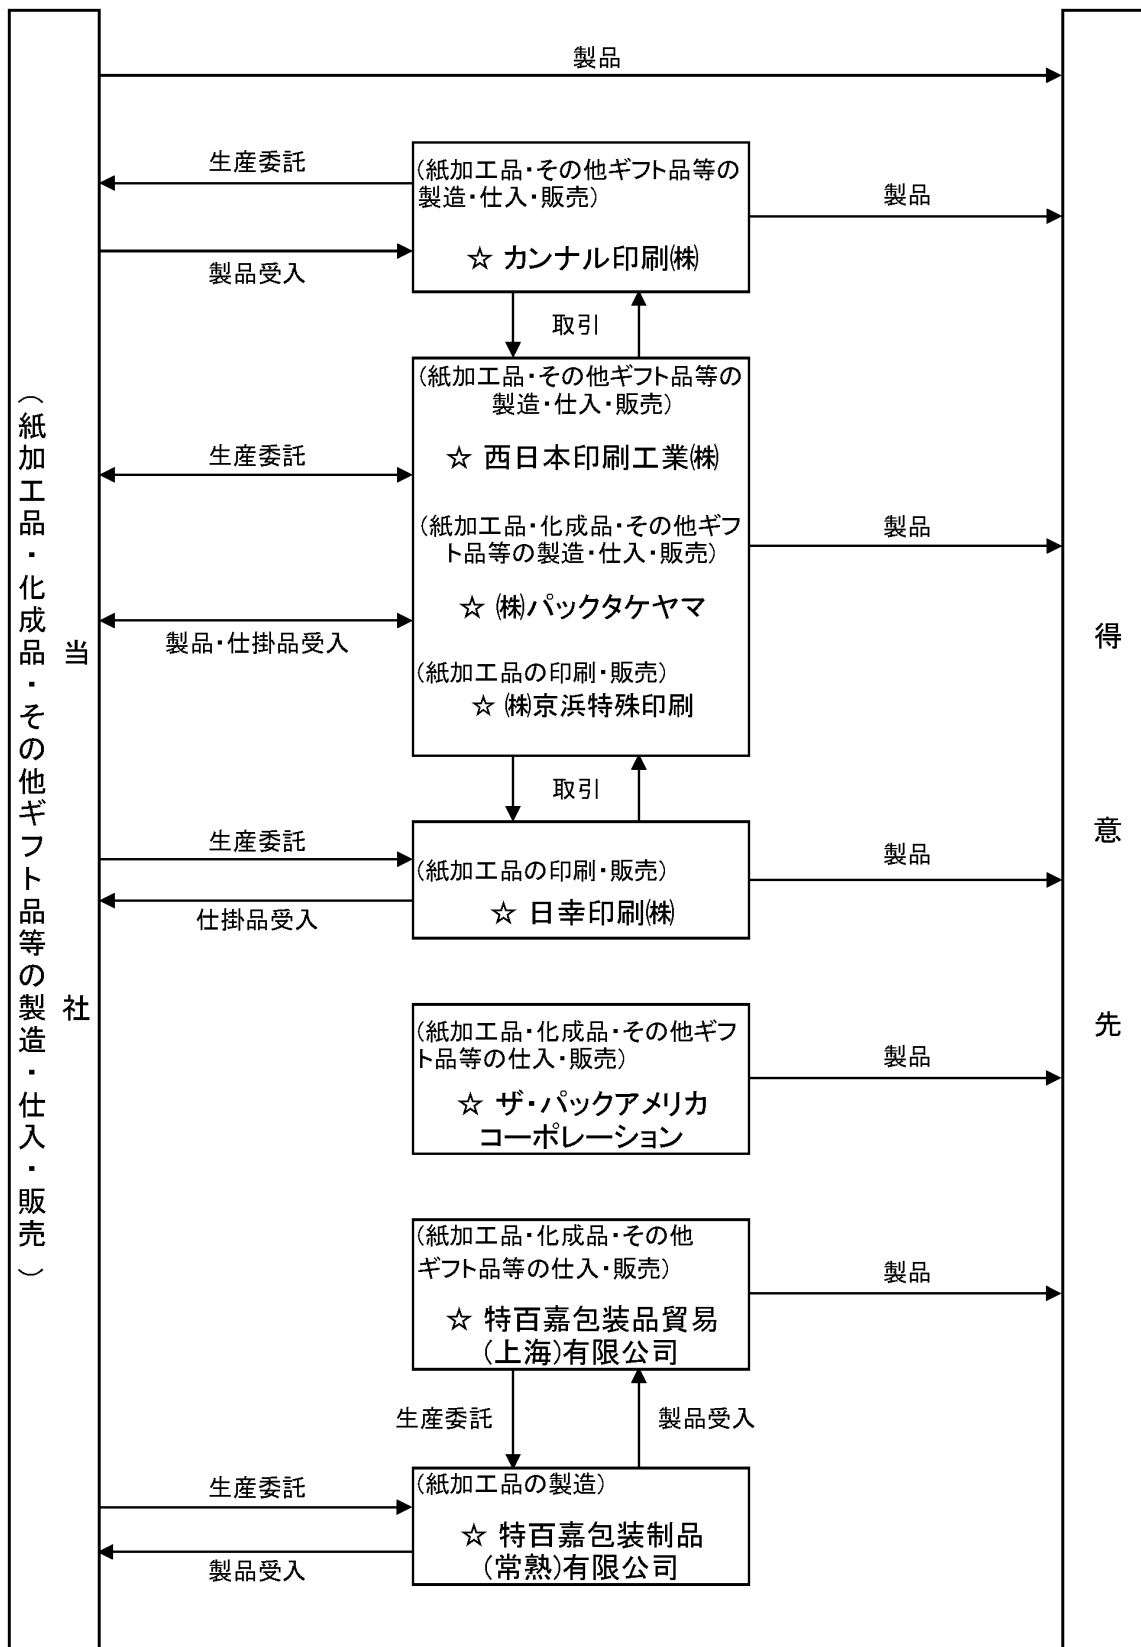 製品
生産委託
製品受入
(紙加工品・その他ギフト品等の
製造・仕入・販売)
☆ カンナル印刷㈱
製品
取引
(紙加工品・その他ギフト品等の
製造・仕入・販売)
☆ 西日本印刷工業㈱
(紙加工品・化成品・その他ギフ
ト品等の製造・仕入・販売)
☆ ㈱パックタケヤマ
(紙加工品の印刷・販売)
☆ ㈱京浜特殊印刷
生産委託
製品・仕掛品受入
製品
取引
生産委託
仕掛品受入
(紙加工品の印刷・販売)
☆ 日幸印刷㈱
製品
(紙加工品・化成品・その他ギフ
ト品等の仕入・販売)
☆ ザ・パックアメリカ
コーポレーション
製品
(紙加工品・化成品・その他
ギフト品等の仕入・販売)
☆ 特百嘉包装品貿易
(上海)有限公司
製品
生産委託
製品受入
生産委託
製品受入
(紙加工品の製造)
☆ 特百嘉包装制品
(常熟)有限公司
当社
(紙加工品・化成品・その他ギフト品等の製造・仕入・販売)
得意先